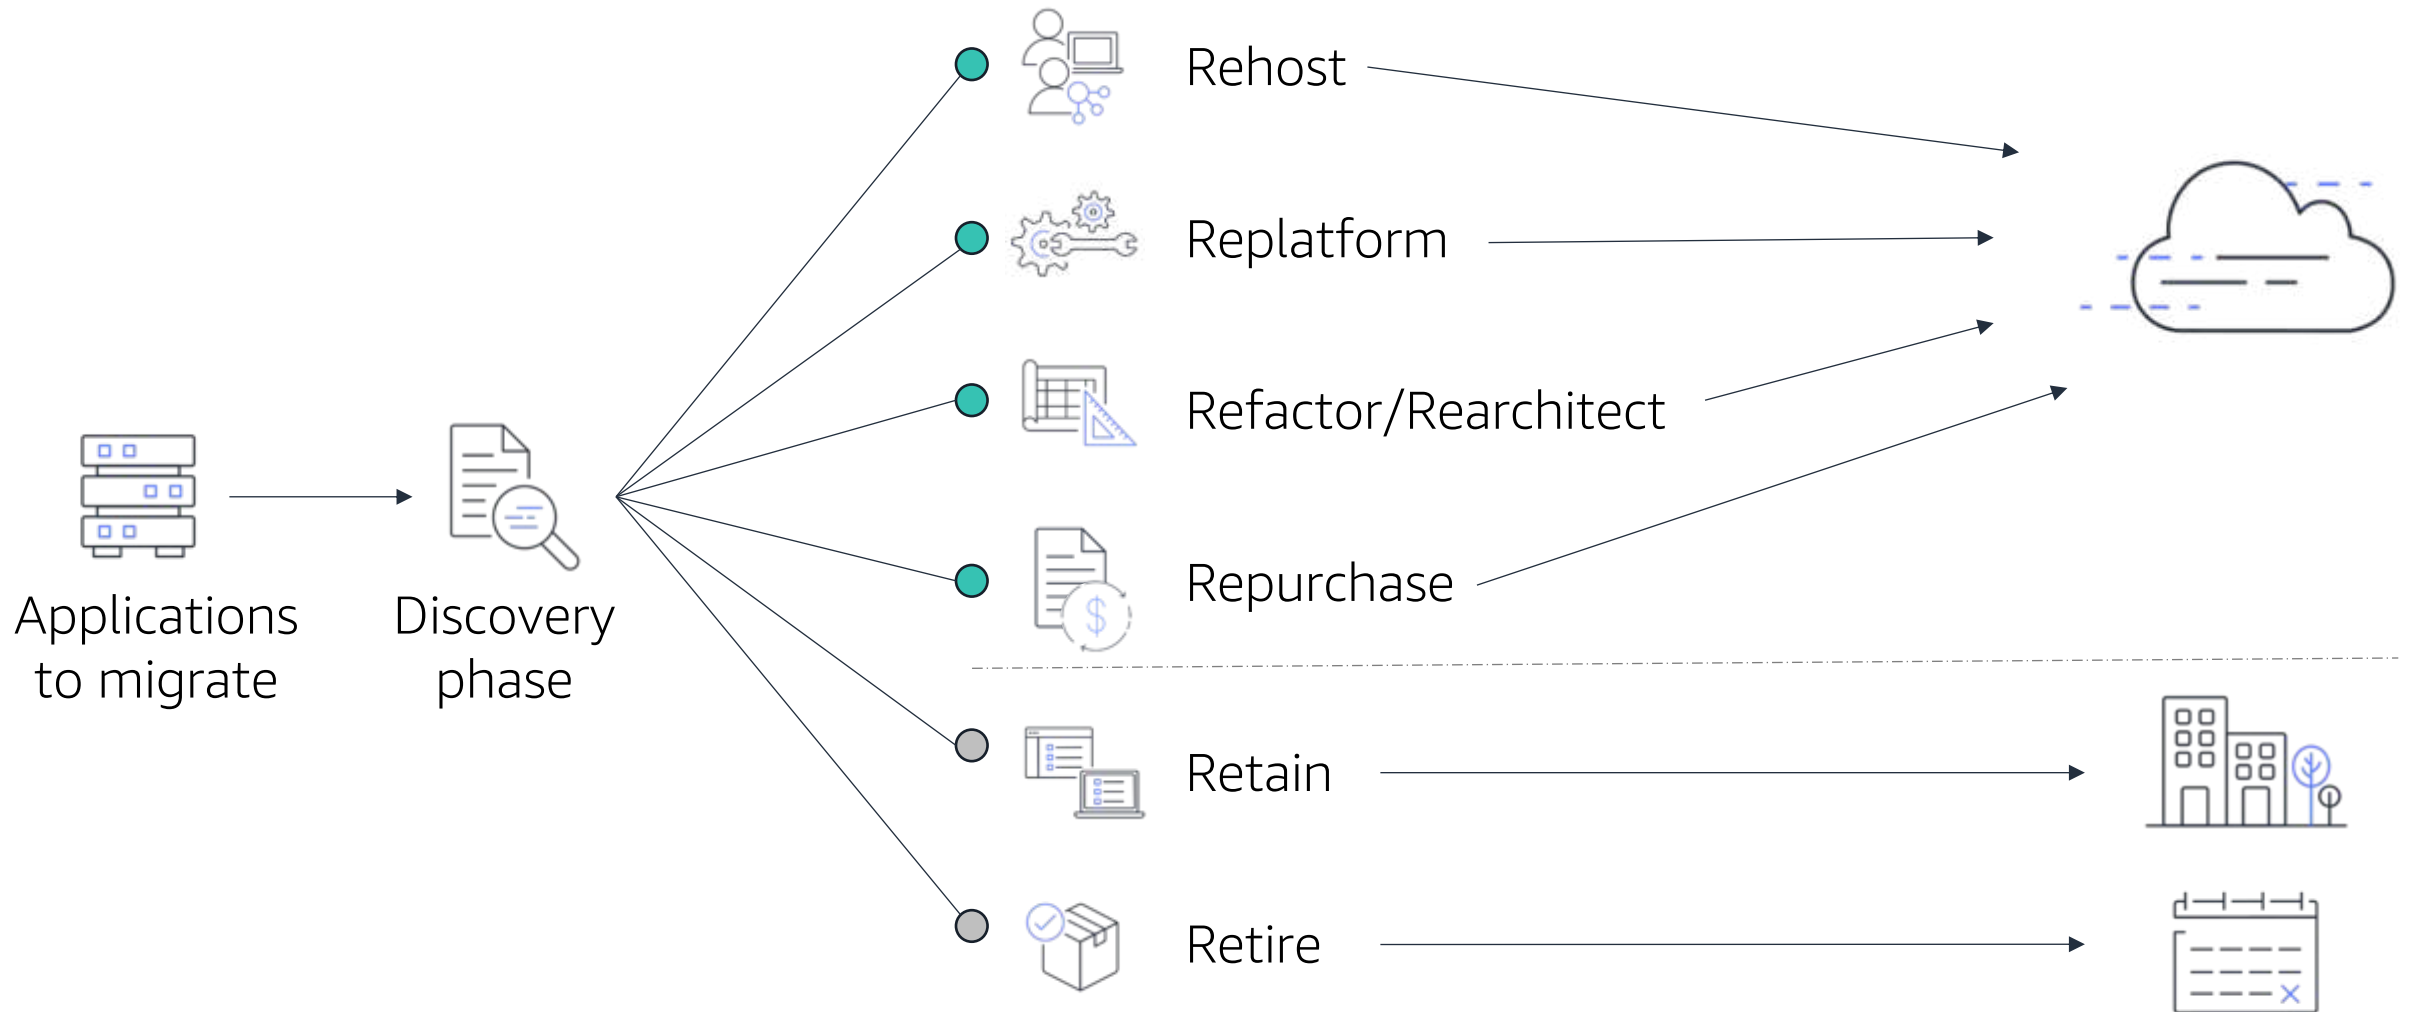 Applications
to migrate
Discovery
phase
Rehost
Replatform
Refactor/Rearchitect
Repurchase
$
Retain
Retire